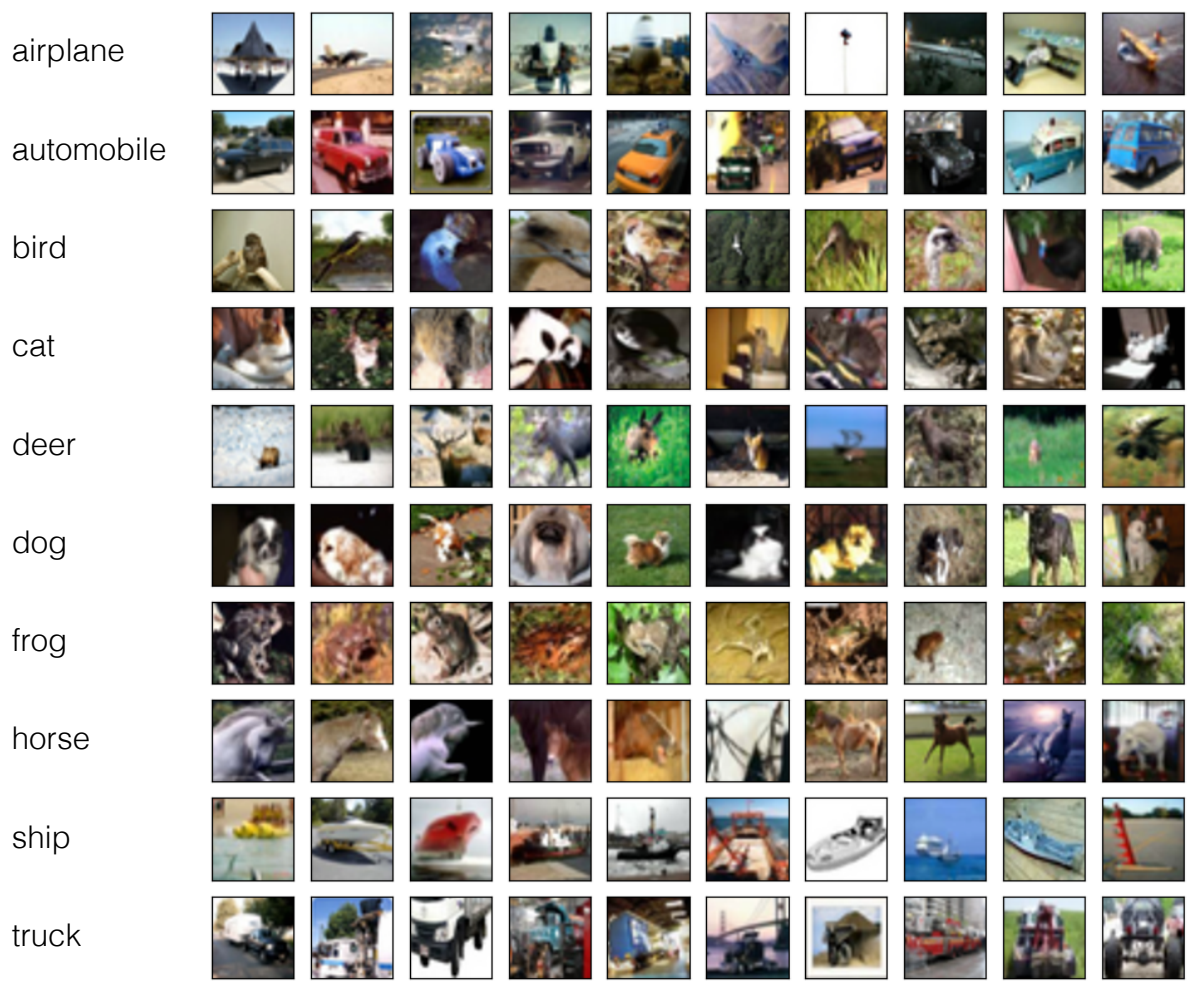 airplane
automobile
bird
cat
deer
dog
frog
horse
ship
truck